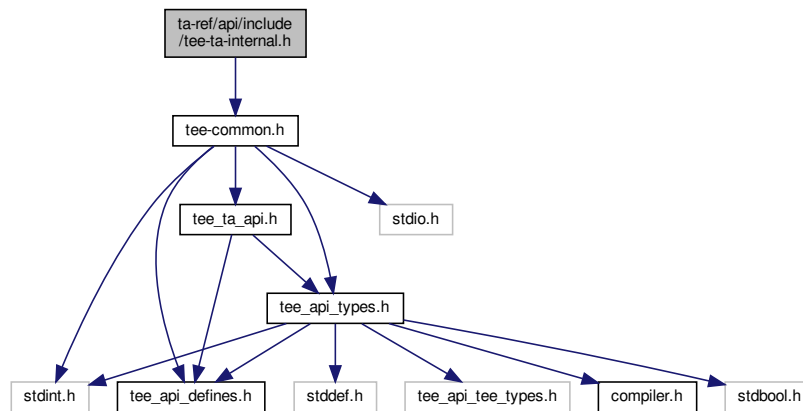 ta-ref/api/include
/tee-ta-internal.h
tee-common.h
tee_ta_api.h
stdio.h
tee_api_types.h
stdint.h
tee_api_defines.h
stddef.h
tee_api_tee_types.h
compiler.h
stdbool.h